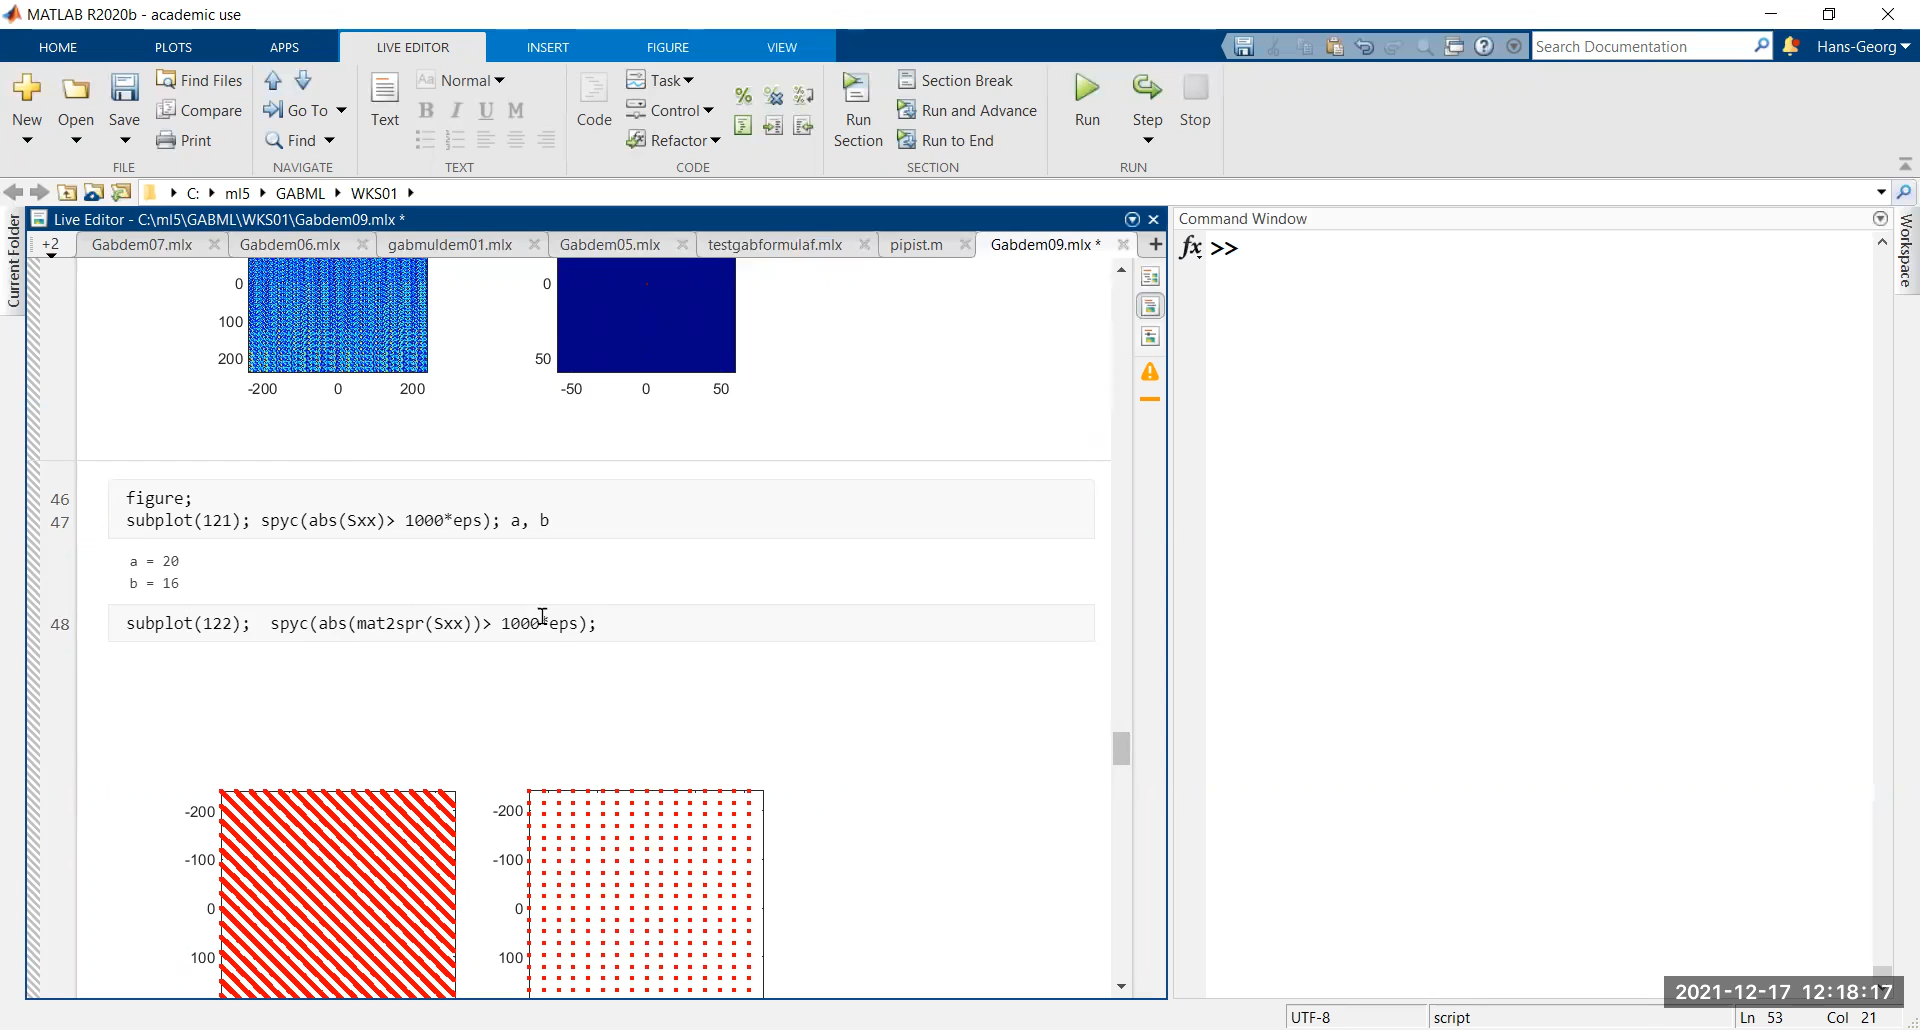 MATLAB R2020b - academic use
HOME PLOTS APPS LIVE EDITOR INSERT FIGURE VIEW Search Documentation Hans-Georg
New Open Save Find Files Compare Print
FILE
Go To Find
NAVIGATE
Text Aa Normal B I U M
TEXT
Code Task Control Refactor
CODE
Run Section Section Break Run and Advance Run to End
SECTION
Run Step Stop
RUN
C: ml5 GABML WKS01
Current Folder
Live Editor - C:\ml5\GABML\WKS01\Gabdem09.mlx *
+2 Gabdem07.mlx Gabdem06.mlx gabmuldem01.mlx Gabdem05.mlx testgabformulaf.mlx pipist.m Gabdem09.mlx * +
Command Window
fx >>
Workspace
0 0
100
200 50
-200 0 200 -50 0 50
46 figure;
47 subplot(121); spyc(abs(Sxx)> 1000*eps); a, b
a = 20
b = 16
48 subplot(122); spyc(abs(mat2spr(Sxx))> 1000*eps);
-200 -200
-100 -100
0 0
100 100
2021-12-17 12:18:17
UTF-8 script Ln 53 Col 21